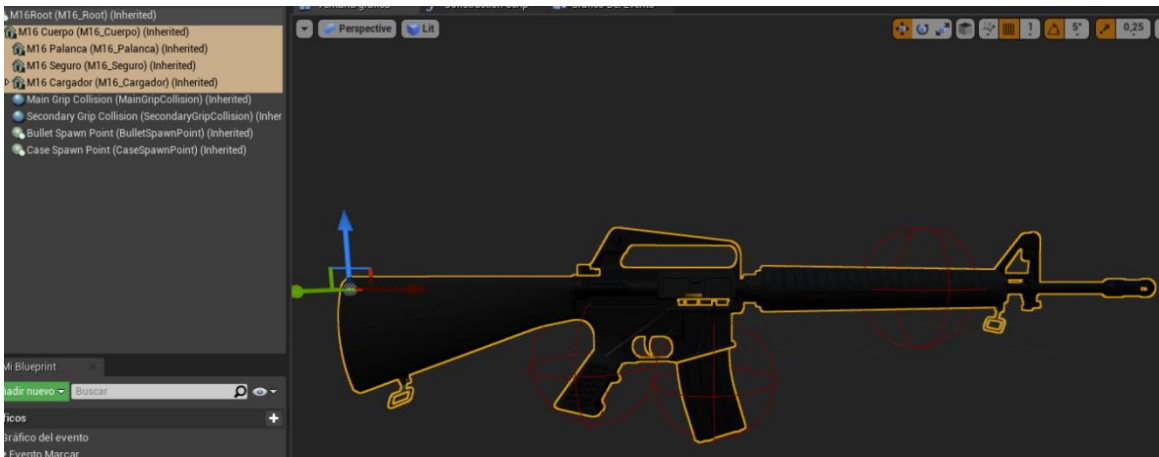 M16Root (M16_Root) (Inherited)
M16 Cuerpo (M16_Cuerpo) (Inherited)
M16 Palanca (M16_Palanca) (Inherited)
M16 Seguro (M16_Seguro) (Inherited)
M16 Cargador (M16_Cargador) (Inherited)
Main Grip Collision (MainGripCollision) (Inherited)
Secondary Grip Collision (SecondaryGripCollision) (Inher
Bullet Spawn Point (BulletSpawnPoint) (Inherited)
Case Spawn Point (CaseSpawnPoint) (Inherited)
Perspective
Lit
1
5°
0,25
Mi Blueprint
ñadir nuevo
Buscar
ficos
Gráfico del evento
Evento Marcar